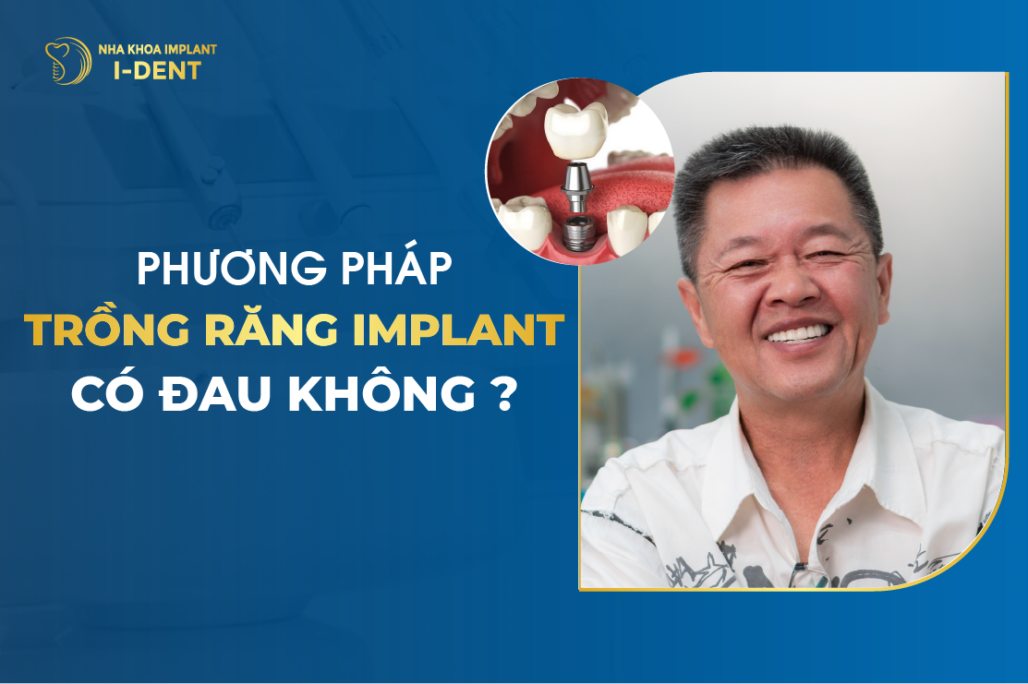 NHA KHOA IMPLANT
I-DENT
PHƯƠNG PHÁP
TRỒNG RĂNG IMPLANT
CÓ ĐAU KHÔNG ?